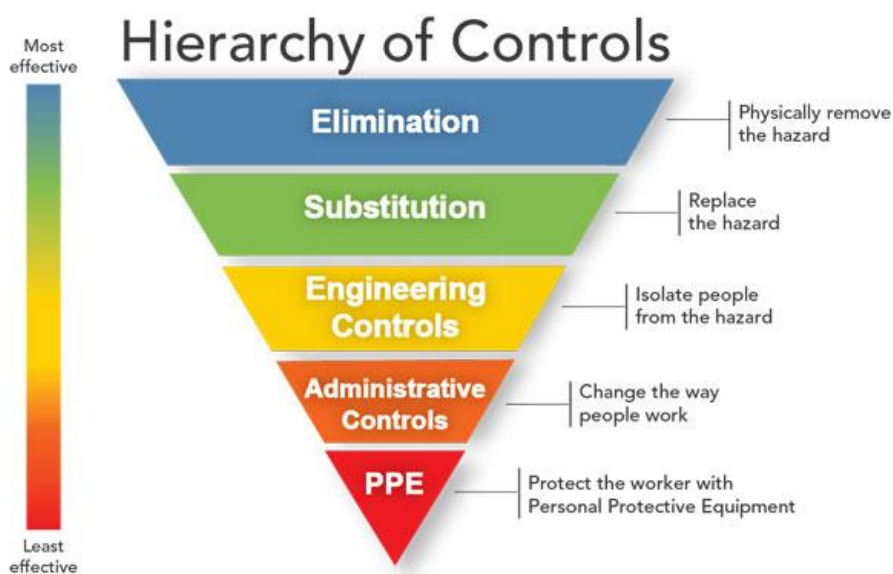 Hierarchy of Controls
Most
effective
Elimination
Physically remove
the hazard
Substitution
Replace
the hazard
Engineering
Controls
Isolate people
from the hazard
Administrative
Controls
Change the way
people work
PPE
Protect the worker with
Personal Protective Equipment
Least
effective